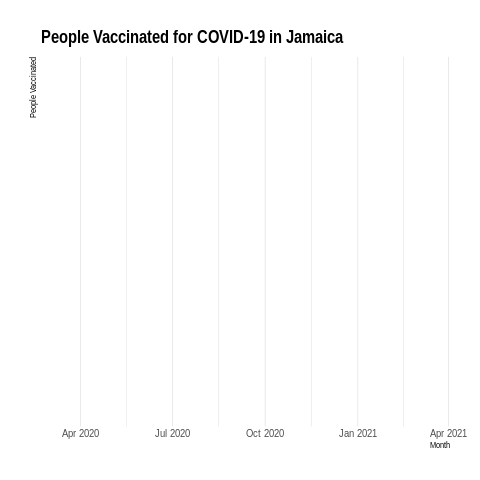 People Vaccinated for COVID-19 in Jamaica
People Vaccinated
Apr 2020
Jul 2020
Oct 2020
Jan 2021
Apr 2021
Month